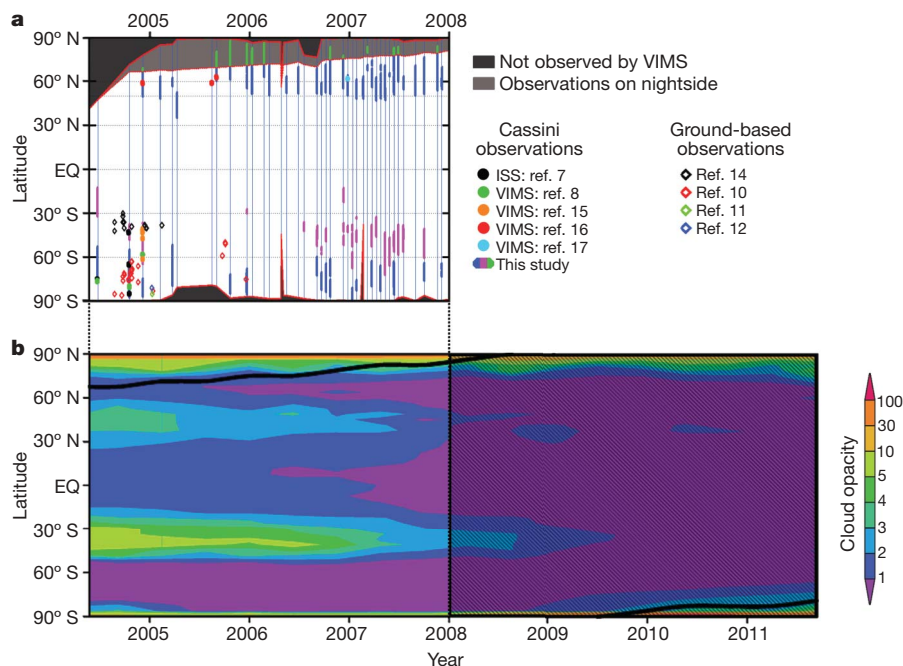 a
2005 2006 2007 2008
90° N
60° N
30° N
EQ
30° S
60° S
90° S
Latitude
Not observed by VIMS
Observations on nightside
Cassini observations
ISS: ref. 7
VIMS: ref. 8
VIMS: ref. 15
VIMS: ref. 16
VIMS: ref. 17
This study
Ground-based observations
Ref. 14
Ref. 10
Ref. 11
Ref. 12
b
90° N
60° N
30° N
EQ
30° S
60° S
90° S
Latitude
2005 2006 2007 2008 2009 2010 2011
Year
100
30
10
5
4
3
2
1
Cloud opacity